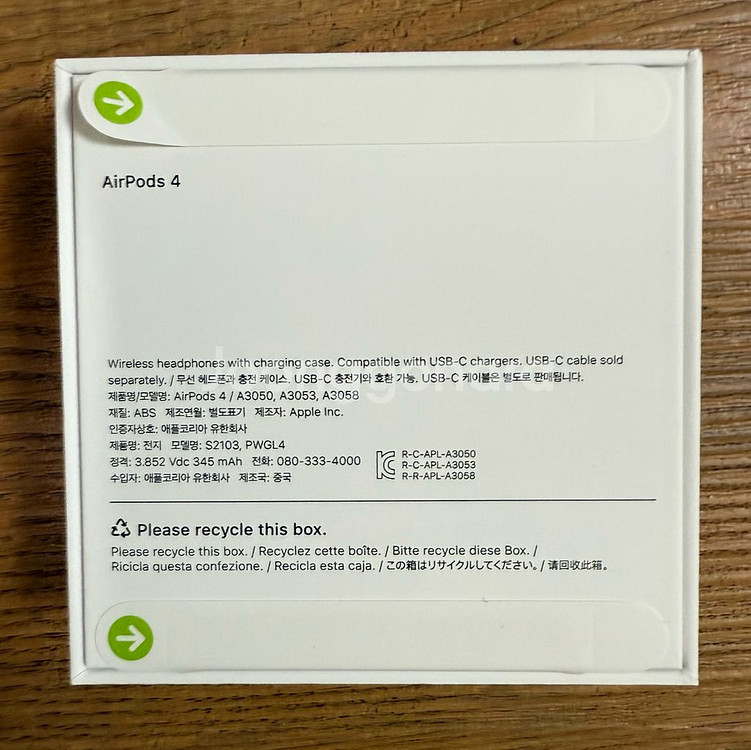 AirPods 4
Wireless headphones with charging case. Compatible with USB-C chargers. USB-C cable sold
separately. / 무선 헤드폰과 충전 케이스. USB-C 충전기와 호환 가능. USB-C 케이블은 별도로 판매됩니다.
제품명/모델명: AirPods 4 / A3050, A3053, A3058
재질: ABS 제조연월: 별도표기 제조자: Apple Inc.
인증자상호: 애플코리아 유한회사
제품명: 전지 모델명: S2103, PWGL4
정격: 3.852 Vdc 345 mAh 전화: 080-333-4000
수입자: 애플코리아 유한회사 제조국: 중국
R-C-APL-A3050
R-C-APL-A3053
R-R-APL-A3058
Please recycle this box.
Please recycle this box. / Recyclez cette boîte. / Bitte recycle diese Box. /
Ricicla questa confezione. / Recicla esta caja. / この箱はリサイクルしてください。/ 请回收此箱。